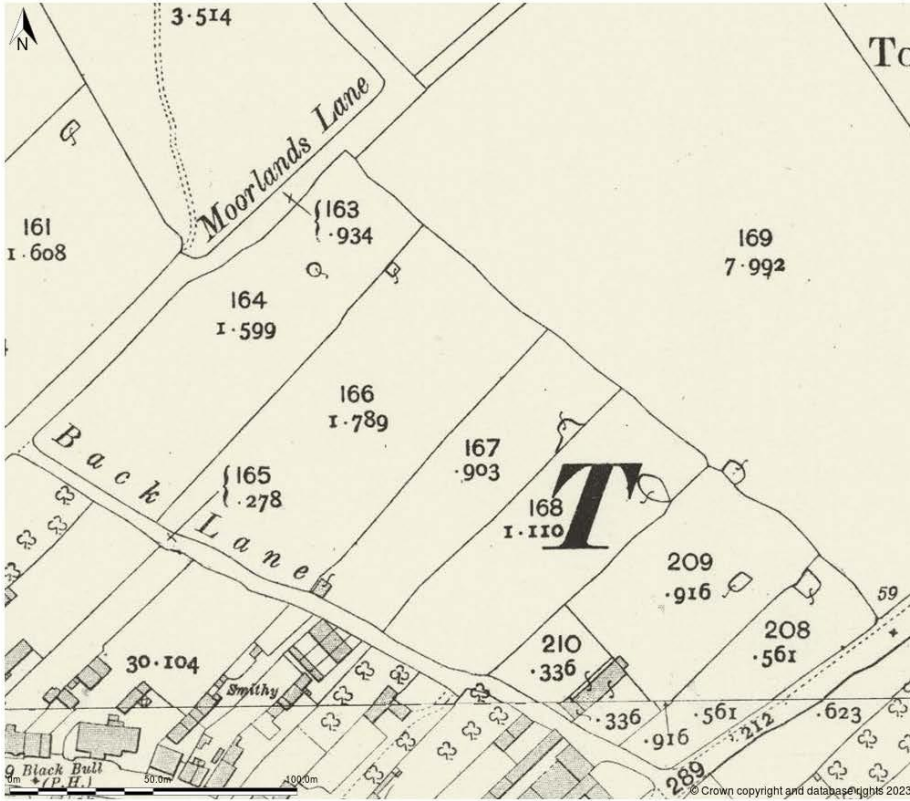 N
3·514
To
Moorlands Lane
163
·934
161
1·608
169
7·992
164
1·599
166
1·789
167
·903
Back Lane
165
·278
T
168
1·110
209
·916
59
208
·561
210
·336
30·104
Smithy
·336
·561
·623
·916
·212
289
9 Black Bull
(P.H.)
0m
50.0m
100.0m
© Crown copyright and database rights 2023